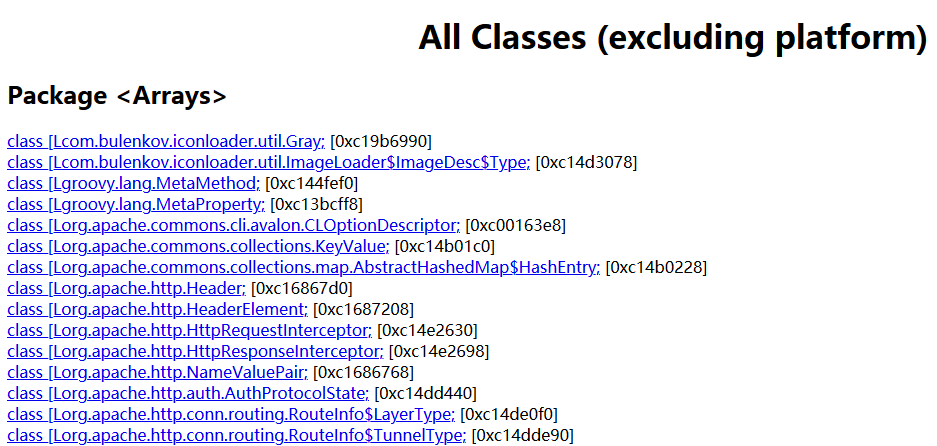 All Classes (excluding platform)
Package <Arrays>
class [Lcom.bulenkov.iconloader.util.Gray; [0xc19b6990]
class [Lcom.bulenkov.iconloader.util.ImageLoader$ImageDesc$Type; [0xc14d3078]
class [Lgroovy.lang.MetaMethod; [0xc144fef0]
class [Lgroovy.lang.MetaProperty; [0xc13bcff8]
class [Lorg.apache.commons.cli.avalon.CLOptionDescriptor; [0xc00163e8]
class [Lorg.apache.commons.collections.KeyValue; [0xc14b01c0]
class [Lorg.apache.commons.collections.map.AbstractHashedMap$HashEntry; [0xc14b0228]
class [Lorg.apache.http.Header; [0xc16867d0]
class [Lorg.apache.http.HeaderElement; [0xc1687208]
class [Lorg.apache.http.HttpRequestInterceptor; [0xc14e2630]
class [Lorg.apache.http.HttpResponseInterceptor; [0xc14e2698]
class [Lorg.apache.http.NameValuePair; [0xc1686768]
class [Lorg.apache.http.auth.AuthProtocolState; [0xc14dd440]
class [Lorg.apache.http.conn.routing.RouteInfo$LayerType; [0xc14de0f0]
class [Lorg.apache.http.conn.routing.RouteInfo$TunnelType; [0xc14dde90]